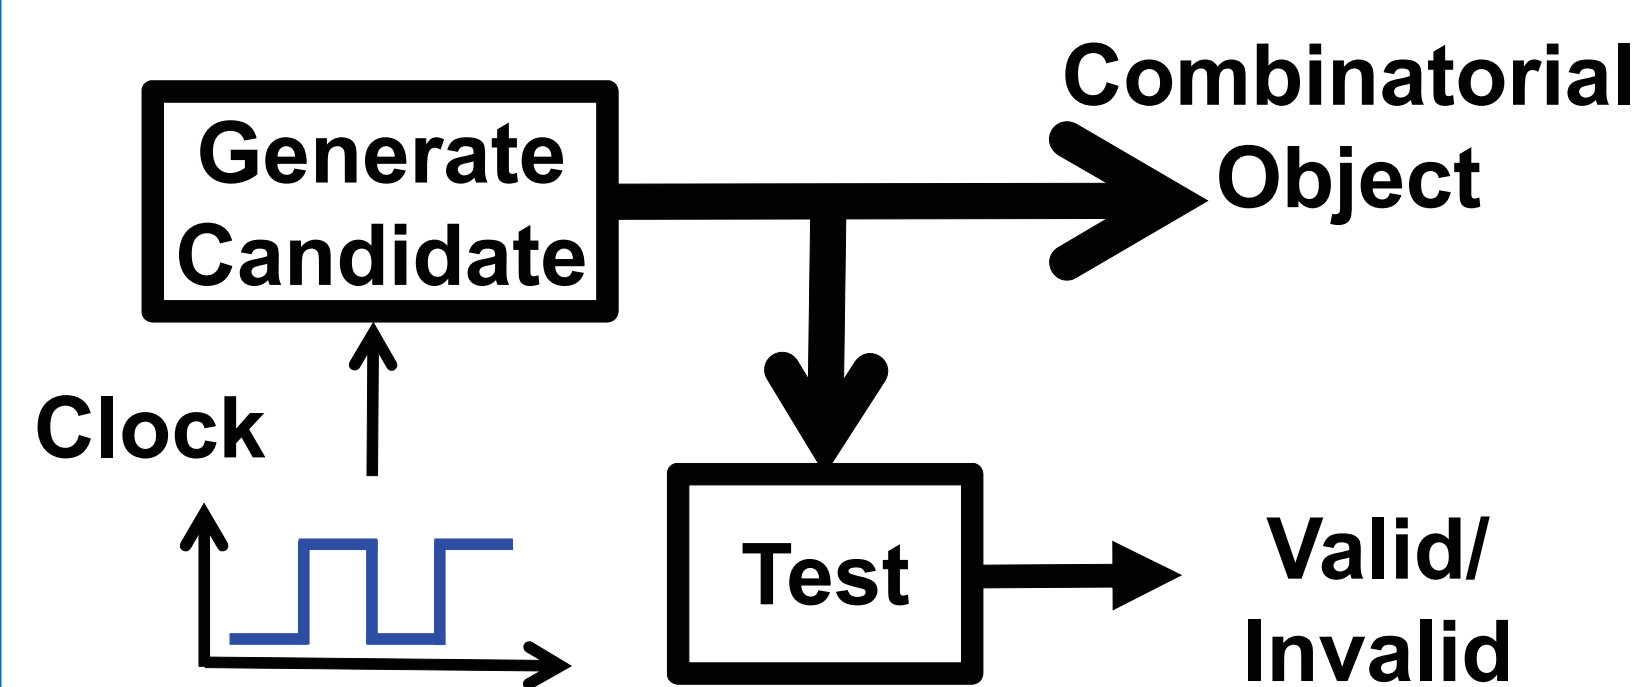 Generate
Candidate
Combinatorial
Object
Clock
Test
Valid/
Invalid